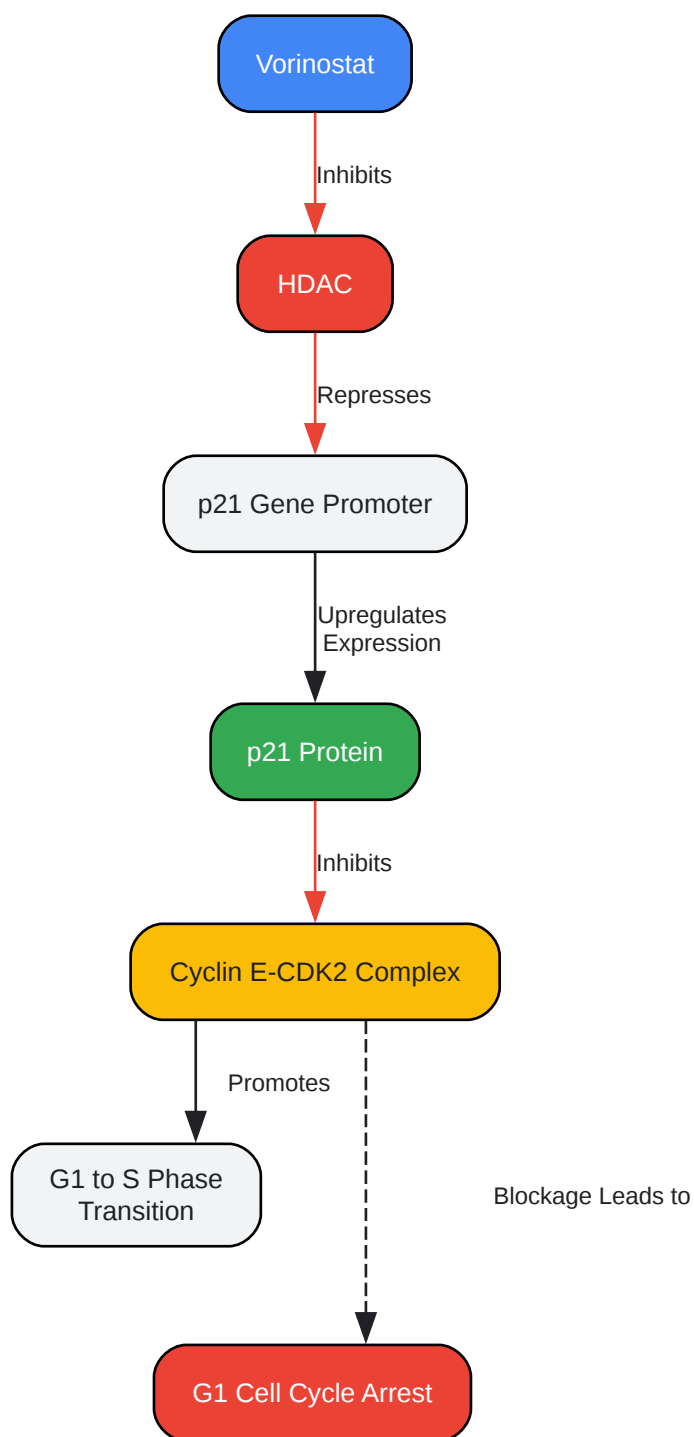 Vorinostat
Inhibits
HDAC
Represses
p21 Gene Promoter
Upregulates
Expression
p21 Protein
Inhibits
Cyclin E-CDK2 Complex
Promotes
G1 to S Phase
Transition
Blockage Leads to
G1 Cell Cycle Arrest